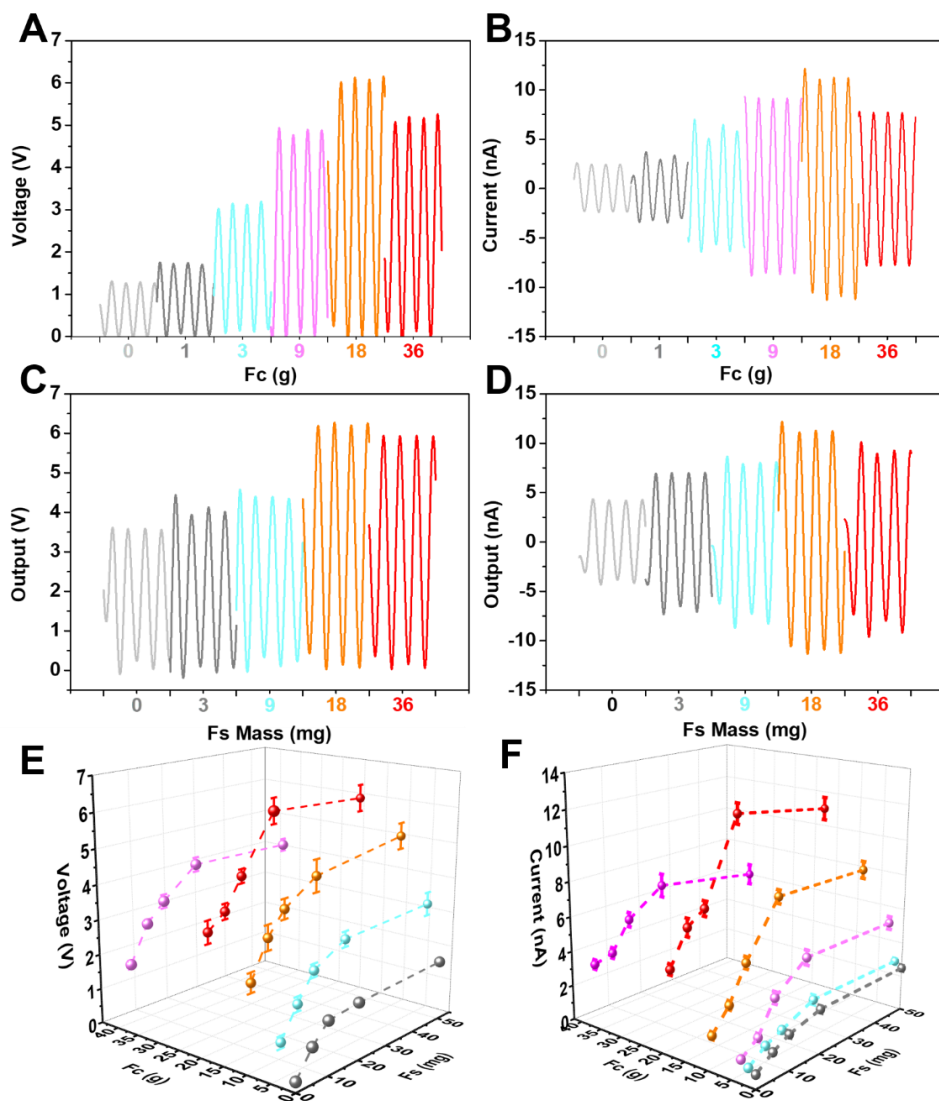 A
7
6
5
4
3
2
1
0
Voltage (V)
0 1 3 9 18 36
Fc (g)
B
15
10
5
0
-5
-10
-15
Current (nA)
0 1 3 9 18 36
Fc (g)
C
7
6
5
4
3
2
1
0
Output (V)
0 3 9 18 36
Fs Mass (mg)
D
15
10
5
0
-5
-10
-15
Output (nA)
0 3 9 18 36
Fs Mass (mg)
E
7
6
5
4
3
2
1
0
Voltage (V)
40 35 30 25 20 15 10 5 0
Fc (g)
0 10 20 30 40 50
Fs (mg)
F
14
12
10
8
6
4
2
0
Current (nA)
40 35 30 25 20 15 10 5 0
Fc (g)
0 10 20 30 40 50
Fs (mg)